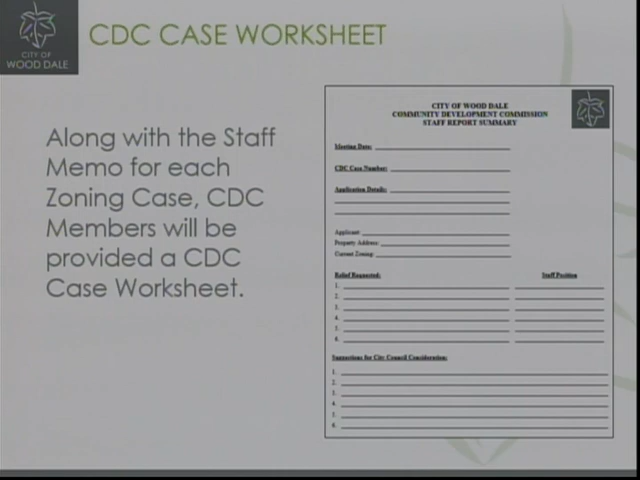 CITY OF
WOOD DALE
CDC CASE WORKSHEET
Along with the Staff
Memo for each
Zoning Case, CDC
Members will be
provided a CDC
Case Worksheet.
CITY OF WOOD DALE
COMMUNITY DEVELOPMENT COMMISSION
STAFF REPORT SUMMARY
Meeting Date:
CDC Case Number:
Application Details:
Applicant:
Property Address:
Current Zoning:
Relief Requested: Staff Position
1.
2.
3.
4.
5.
6.
Suggestions for City Council Consideration:
1.
2.
3.
4.
5.
6.